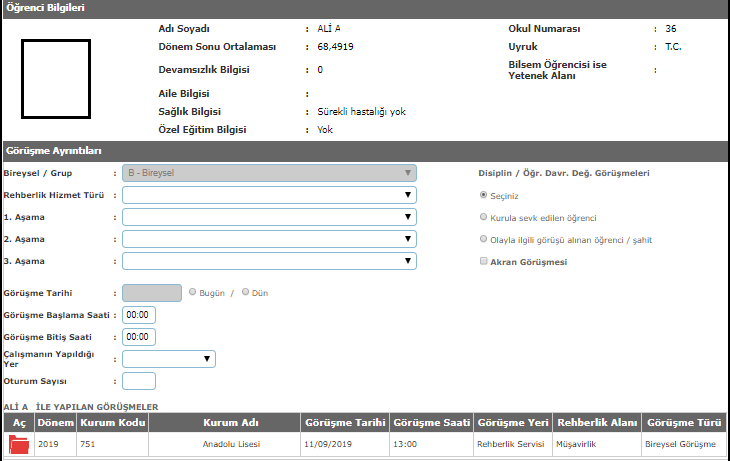 Öğrenci Bilgileri
Adı Soyadı : ALİ A Okul Numarası : 36
Dönem Sonu Ortalaması : 68,4919 Uyruk : T.C.
Devamsızlık Bilgisi : 0 Bilsem Öğrencisi ise
Yetenek Alanı :
Aile Bilgisi :
Sağlık Bilgisi : Sürekli hastalığı yok
Özel Eğitim Bilgisi : Yok
Görüşme Ayrıntıları
Bireysel / Grup : B - Bireysel Disiplin / Öğr. Davr. Değ. Görüşmeleri
Rehberlik Hizmet Türü : Seçiniz
1. Aşama : Kurula sevk edilen öğrenci
2. Aşama : Olayla ilgili görüşü alınan öğrenci / şahit
3. Aşama : Akran Görüşmesi
Görüşme Tarihi : Bugün / Dün
Görüşme Başlama Saati : 00:00
Görüşme Bitiş Saati : 00:00
Çalışmanın Yapıldığı
Yer :
Oturum Sayısı :
ALİ A İLE YAPILAN GÖRÜŞMELER
Aç Dönem Kurum Kodu Kurum Adı Görüşme Tarihi Görüşme Saati Görüşme Yeri Rehberlik Alanı Görüşme Türü
2019 751 Anadolu Lisesi 11/09/2019 13:00 Rehberlik Servisi Müşavirlik Bireysel Görüşme